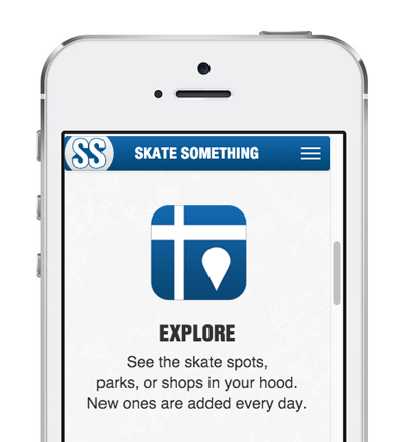 SS SKATE SOMETHING
EXPLORE
See the skate spots,
parks, or shops in your hood.
New ones are added every day.